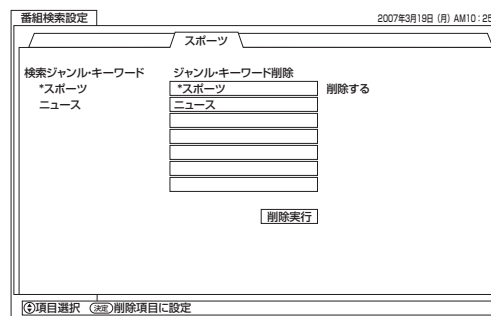 番組検索設定 2007年3月19日 (月) AM10:25
スポーツ
検索ジャンル・キーワード ジャンル・キーワード削除
*スポーツ *スポーツ 削除する
ニュース ニュース
削除実行
項目選択 決定 削除項目に設定